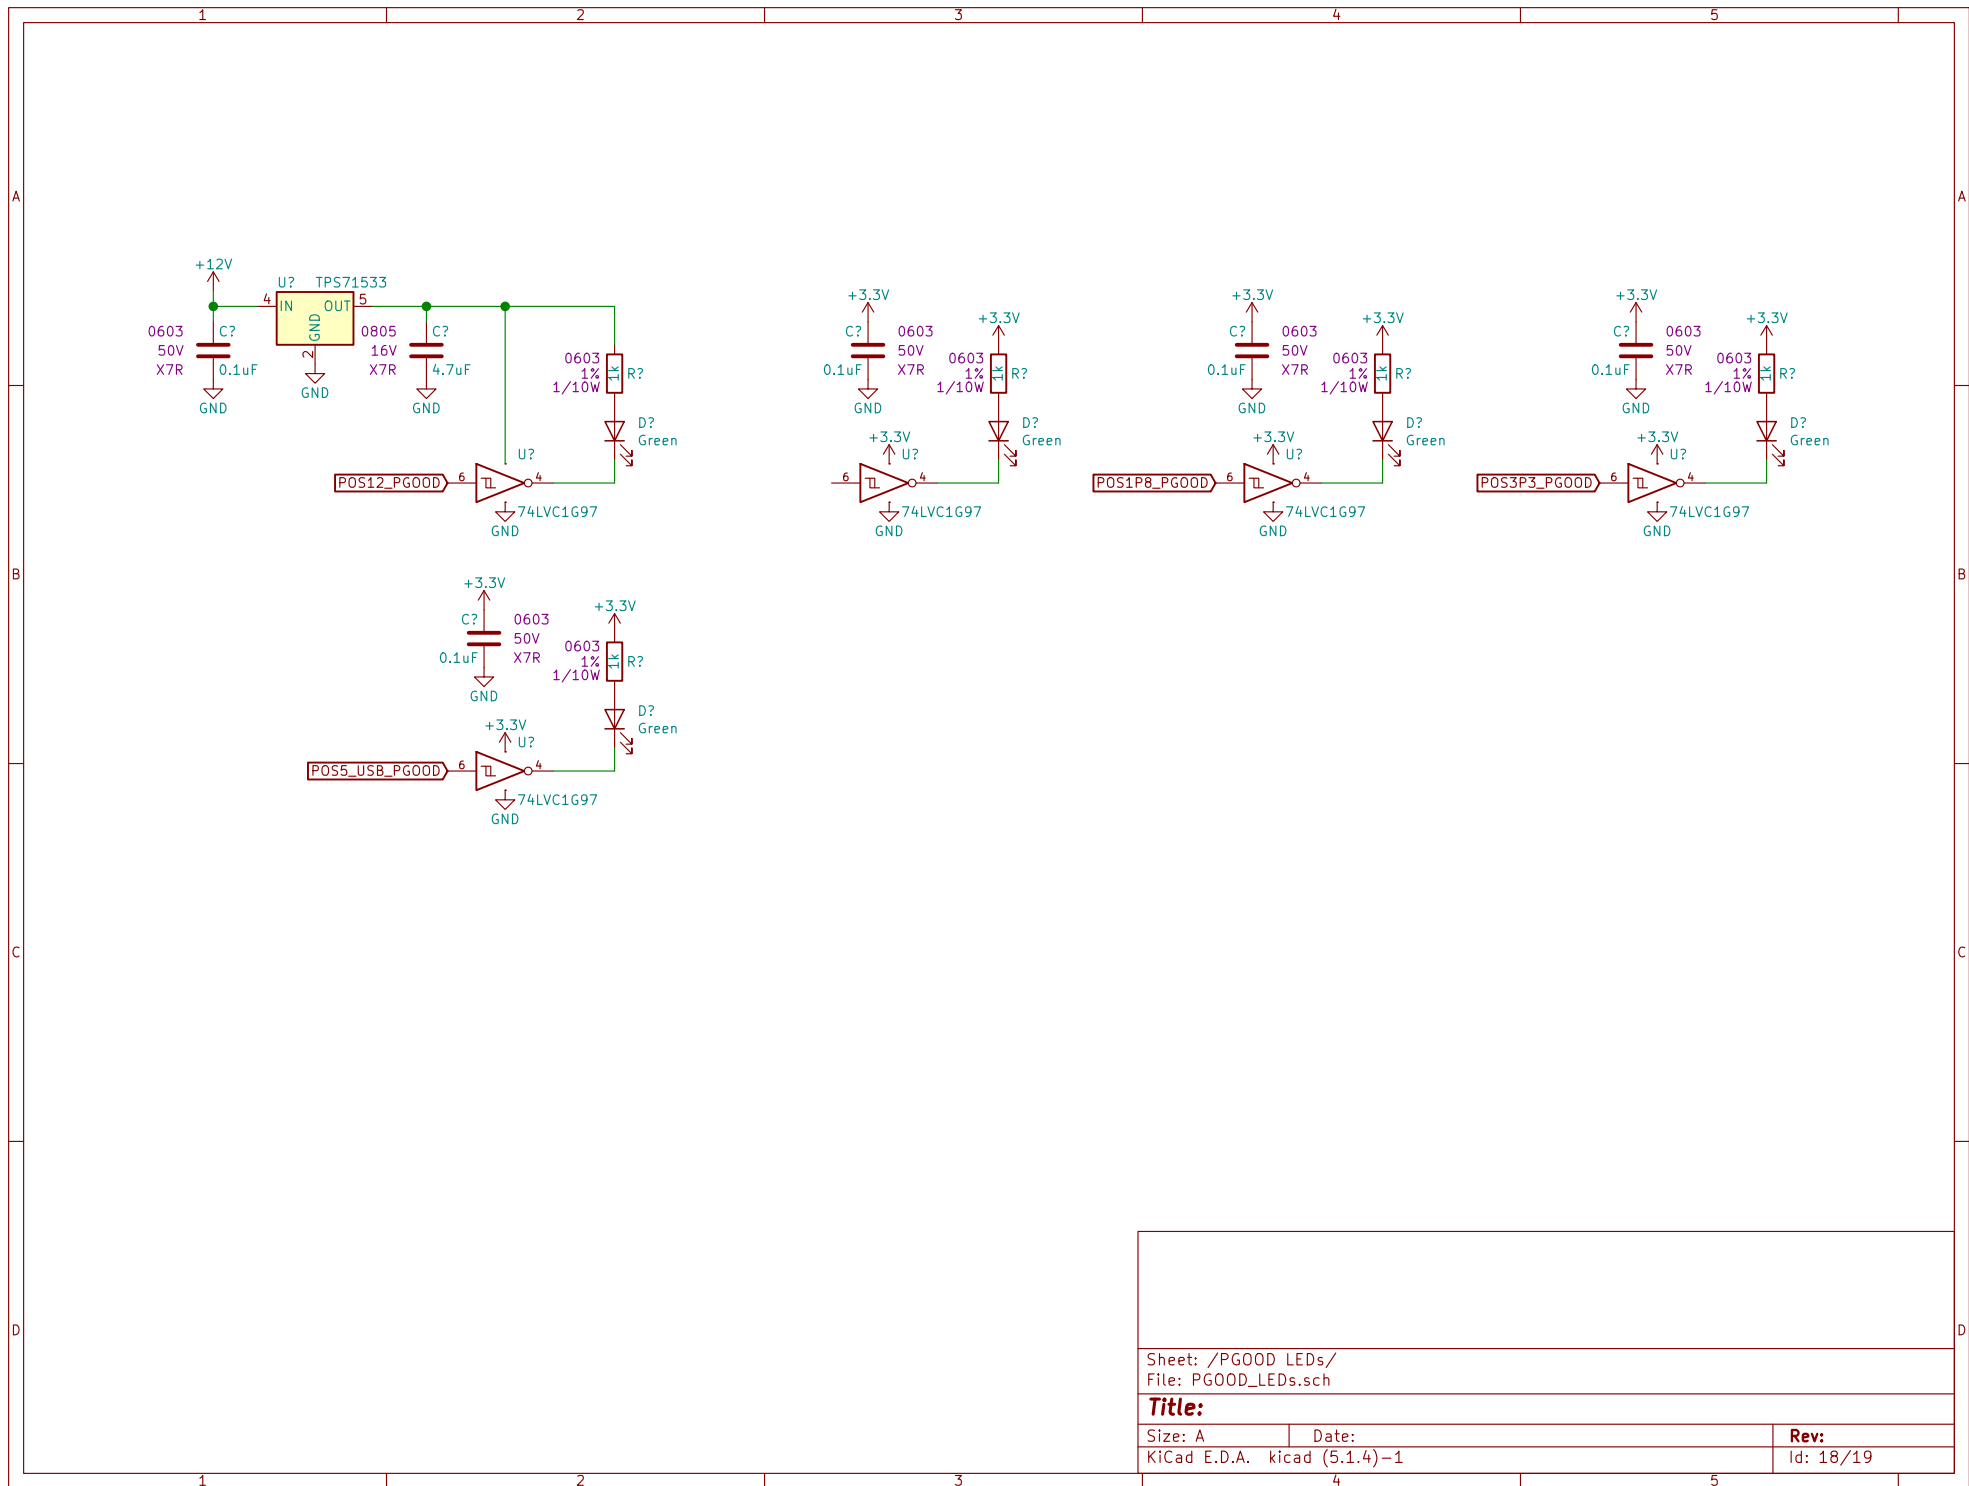 1 2 3 4 5
A A
+12V
U? TPS71533
4 IN OUT 5
GND
2
GND
0603 C?
50V
X7R 0.1uF
GND
0805 C?
16V
X7R 4.7uF
GND
0603
1%
1/10W
1k R?
D?
Green
U?
POS12_PGOOD 6 4
74LVC1G97
GND
+3.3V
C? 0603
50V
0.1uF X7R
GND
+3.3V
0603
1%
1/10W
1k R?
D?
Green
+3.3V
U?
6 4
74LVC1G97
GND
+3.3V
C? 0603
50V
0.1uF X7R
GND
+3.3V
0603
1%
1/10W
1k R?
D?
Green
+3.3V
U?
POS1P8_PGOOD 6 4
74LVC1G97
GND
+3.3V
C? 0603
50V
0.1uF X7R
GND
+3.3V
0603
1%
1/10W
1k R?
D?
Green
+3.3V
U?
POS3P3_PGOOD 6 4
74LVC1G97
GND
B B
+3.3V
C? 0603
50V
0.1uF X7R
GND
+3.3V
0603
1%
1/10W
1k R?
D?
Green
+3.3V
U?
POS5_USB_PGOOD 6 4
74LVC1G97
GND
C C
D D
Sheet: /PGOOD LEDs/
File: PGOOD_LEDs.sch
Title:
Size: A Date: Rev:
KiCad E.D.A. kicad (5.1.4)-1 Id: 18/19
1 2 3 4 5